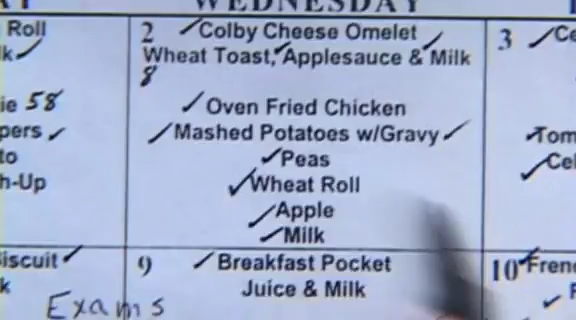 WEDNESDAY
Roll
2 Colby Cheese Omelet
3 Ce
k
Wheat Toast, Applesauce & Milk
8
ie 58
Oven Fried Chicken
pers
Mashed Potatoes w/Gravy
Tom
to
Peas
Cel
h-Up
Wheat Roll
Apple
Milk
iscuit
9 Breakfast Pocket
10 Fren
k
Juice & Milk
Exams